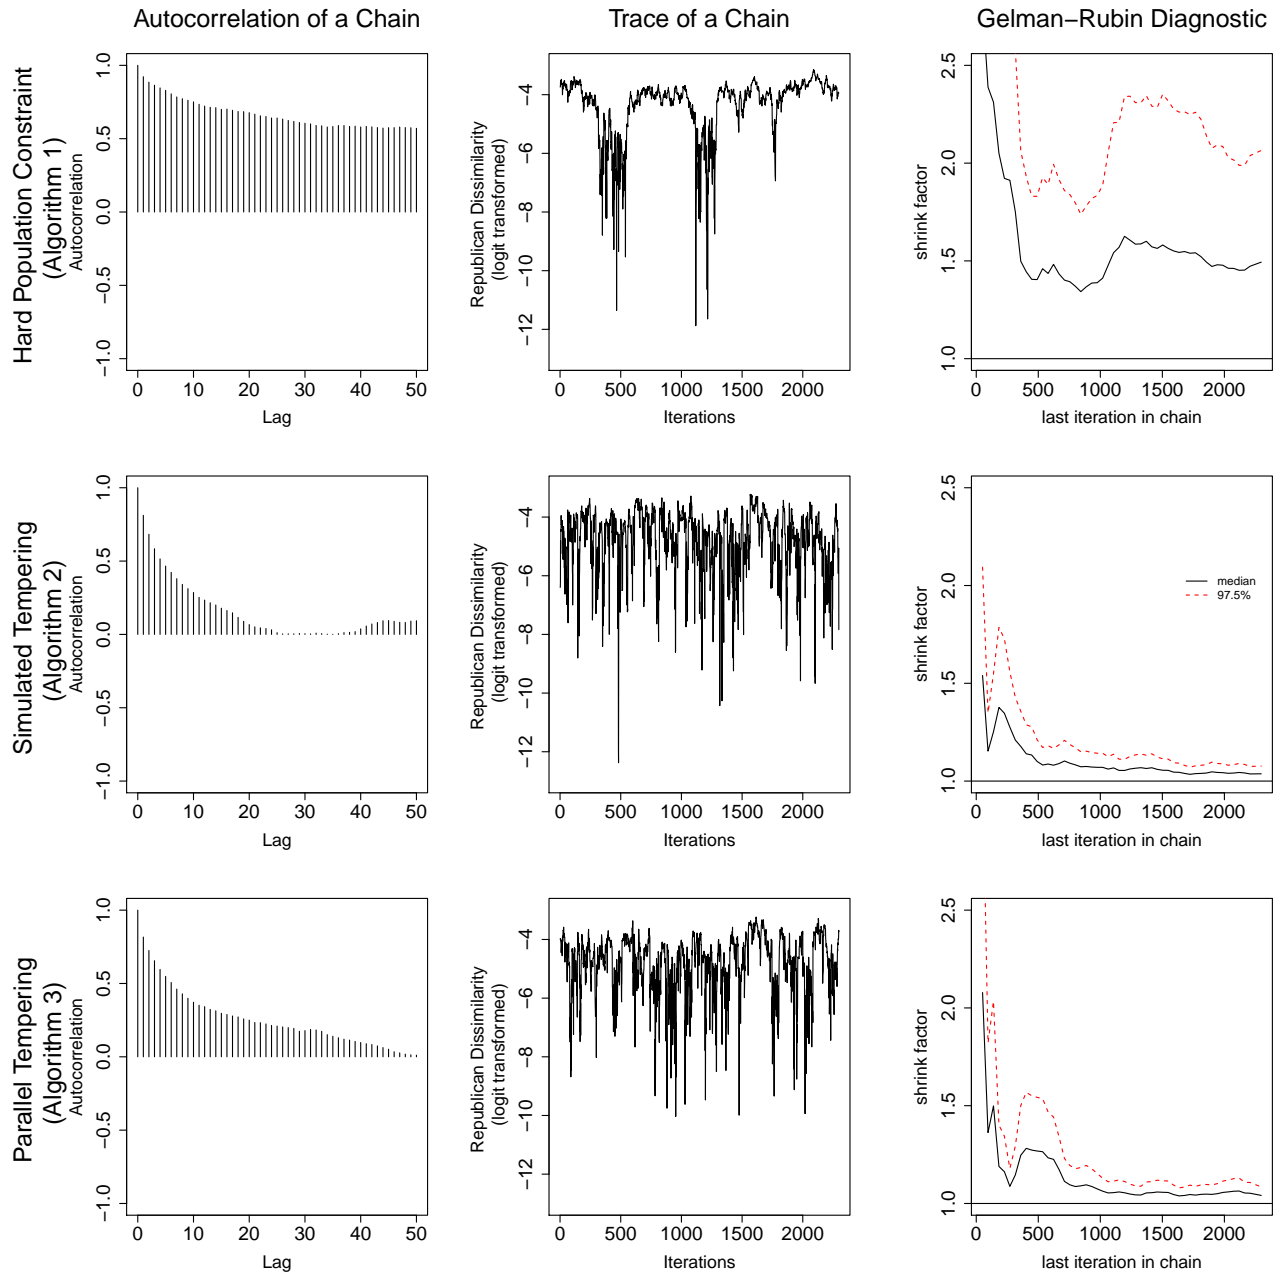 Autocorrelation of a Chain
Trace of a Chain
Gelman−Rubin Diagnostic
Hard Population Constraint
(Algorithm 1)
Autocorrelation
1.0
0.5
0.0
−0.5
−1.0
0 10 20 30 40 50
Lag
Republican Dissimilarity
(logit transformed)
−4
−6
−8
−10
−12
0 500 1000 1500 2000
Iterations
shrink factor
2.5
2.0
1.5
1.0
0 500 1000 1500 2000
last iteration in chain
Simulated Tempering
(Algorithm 2)
Autocorrelation
1.0
0.5
0.0
−0.5
−1.0
0 10 20 30 40 50
Lag
Republican Dissimilarity
(logit transformed)
−4
−6
−8
−10
−12
0 500 1000 1500 2000
Iterations
shrink factor
2.5
2.0
1.5
1.0
median
97.5%
0 500 1000 1500 2000
last iteration in chain
Parallel Tempering
(Algorithm 3)
Autocorrelation
1.0
0.5
0.0
−0.5
−1.0
0 10 20 30 40 50
Lag
Republican Dissimilarity
(logit transformed)
−4
−6
−8
−10
−12
0 500 1000 1500 2000
Iterations
shrink factor
2.5
2.0
1.5
1.0
0 500 1000 1500 2000
last iteration in chain